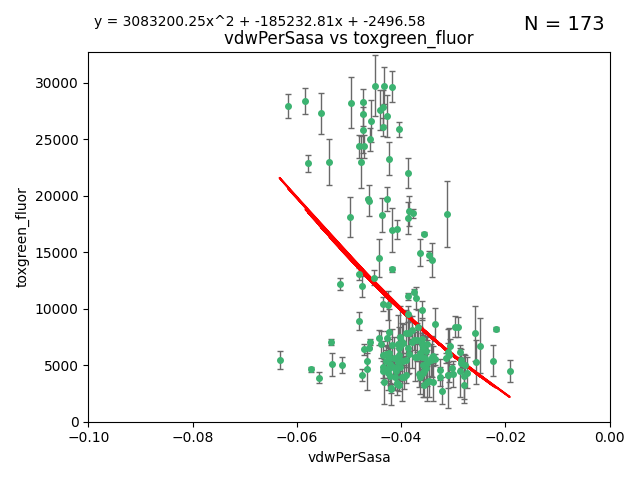 y = 3083200.25x^2 + -185232.81x + -2496.58
N = 173
vdwPerSasa vs toxgreen_fluor
30000
25000
20000
15000
10000
5000
0
toxgreen_fluor
−0.10 −0.08 −0.06 −0.04 −0.02 0.00
vdwPerSasa